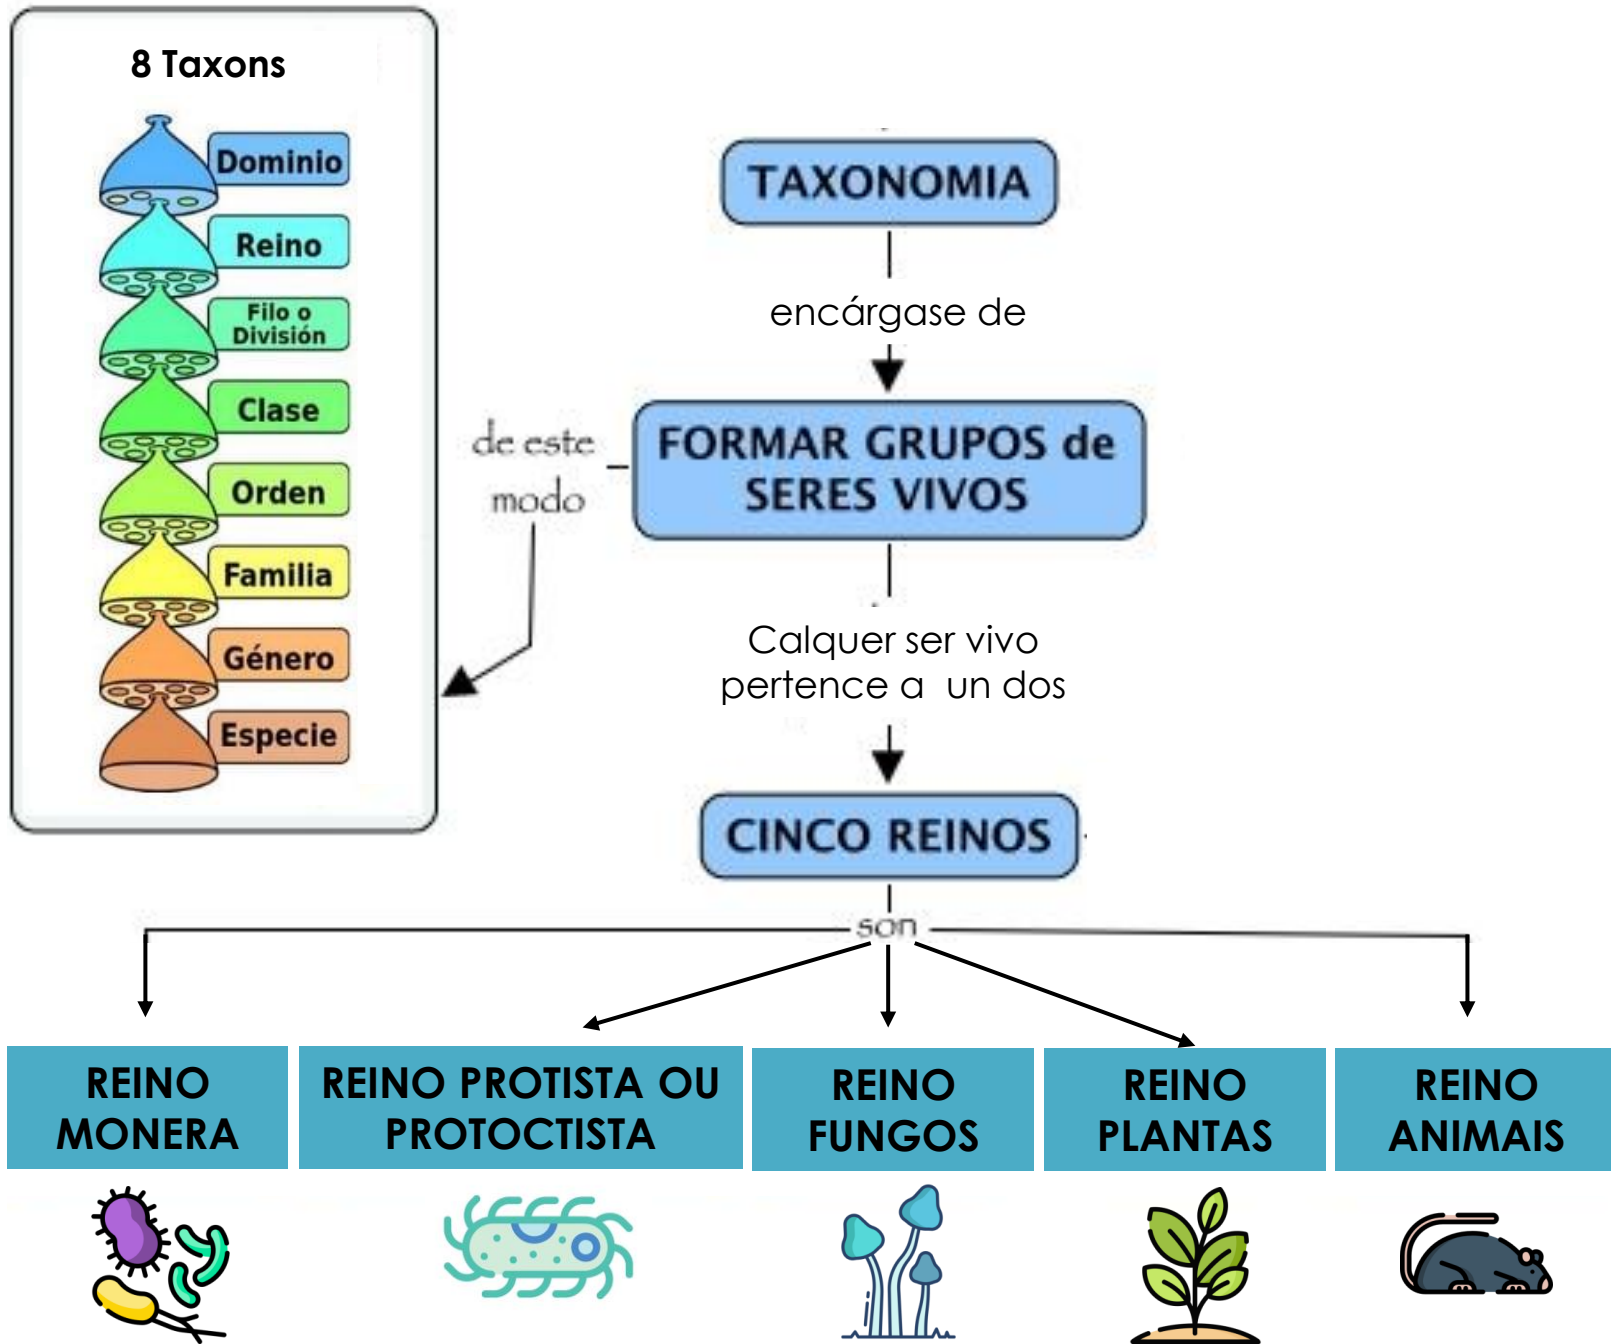 8 Taxons
Dominio
Reino
Filo o
División
Clase
Orden
Familia
Género
Especie
TAXONOMIA
encárgase de
FORMAR GRUPOS de
SERES VIVOS
de este
modo
Calquer ser vivo
pertence a un dos
CINCO REINOS
son
REINO
MONERA
REINO PROTISTA OU
PROTOCTISTA
REINO
FUNGOS
REINO
PLANTAS
REINO
ANIMAIS